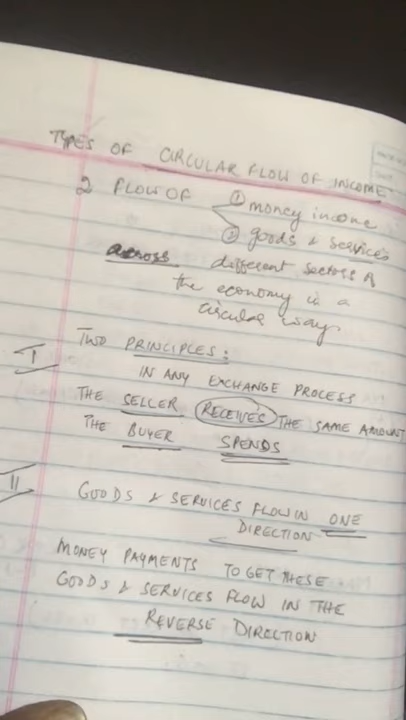 TYPES OF CIRCULAR FLOW OF INCOME
2 FLOW OF ① money income
② goods & services
across different sectors of
the economy in a
circular way.
TWO PRINCIPLES:
I
IN ANY EXCHANGE PROCESS
THE SELLER RECEIVES THE SAME AMOUNT
THE BUYER SPENDS
II
GOODS & SERVICES FLOW IN ONE
DIRECTION
MONEY PAYMENTS TO GET THESE
GOODS & SERVICES FLOW IN THE
REVERSE DIRECTION